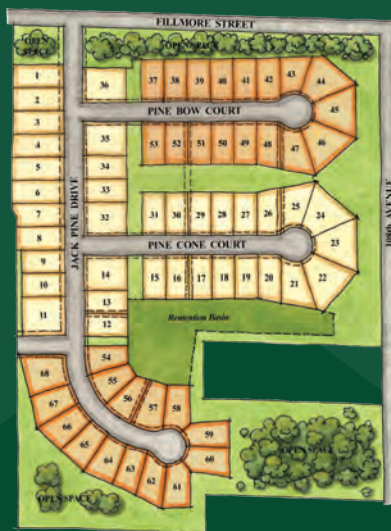 FILLMORE STREET
OPEN SPACE
OPEN SPACE
1
2
3
4
5
6
7
8
9
10
11
36
37 38 39 40 41 42 43 44
45
46
PINE BOW COURT
35
34
33
32
53 52 51 50 49 48 47
JACK PINE DRIVE
108th AVENUE
31 30 29 28 27 26 25 24
23
22
PINE CONE COURT
14
13
12
15 16 17 18 19 20 21
Rentention Basin
54
55
56
57
58
59
60
61
62
63
64
65
66
67
68
OPEN SPACE
OPEN SPACE